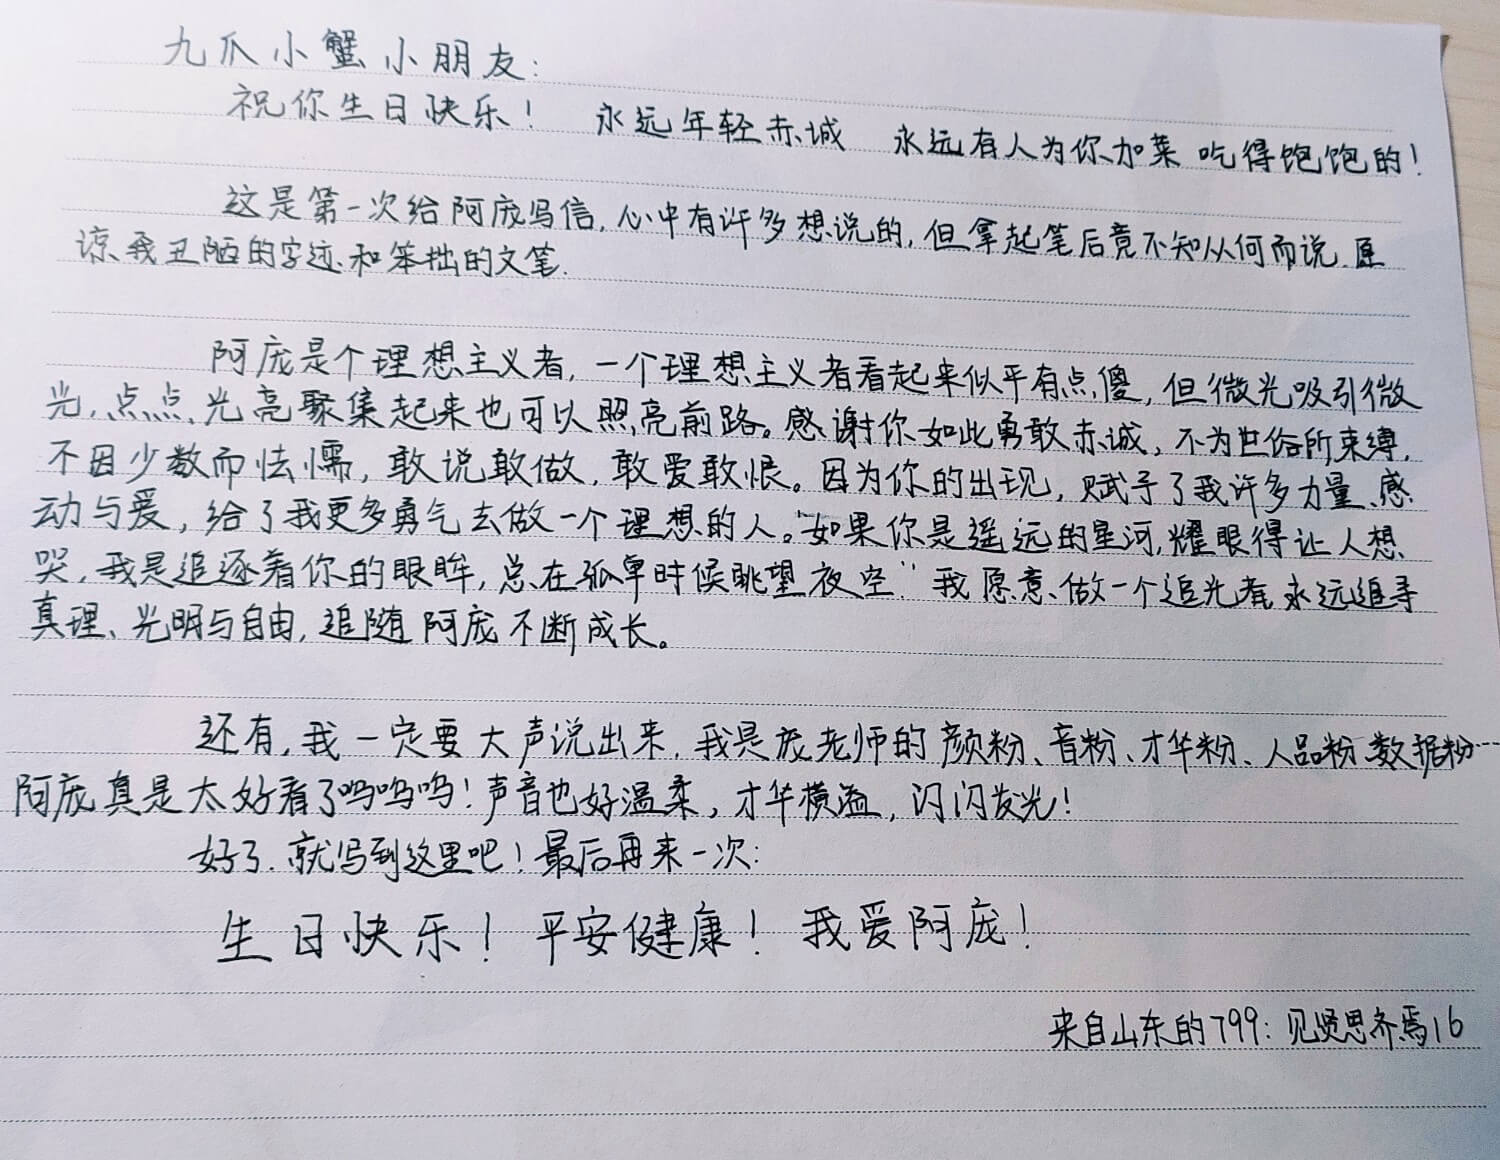 九爪小蟹小朋友:
祝你生日快乐! 永远年轻赤诚 永远有人为你加菜 吃得饱饱的!
这是第一次给阿庞写信,心中有许多想说的,但拿起笔后竟不知从何而说.原
谅我丑陋的字迹和笨拙的文笔.
阿庞是个理想主义者,一个理想主义者看起来似乎有点傻,但微光吸引微
光,点点光亮聚集起来也可以照亮前路。感谢你如此勇敢赤诚,不为世俗所束缚,
不因少数而怯懦,敢说敢做,敢爱敢恨。因为你的出现,赋予了我许多力量、感
动与爱,给了我更多勇气去做一个理想的人。"如果你是遥远的星河,耀眼得让人想
哭,我是追逐着你的眼眸,总在孤单时候眺望夜空"我愿意做一个追光者,永远追寻
真理、光明与自由,追随阿庞不断成长。
还有,我一定要大声说出来,我是庞老师的颜粉、音粉、才华粉、人品粉、数据粉…
阿庞真是太好看了呜呜呜!声音也好温柔,才华横溢,闪闪发光!
好了.就写到这里吧!最后再来一次:
生日快乐!平安健康!我爱阿庞!
来自山东的799:见贤思齐焉16